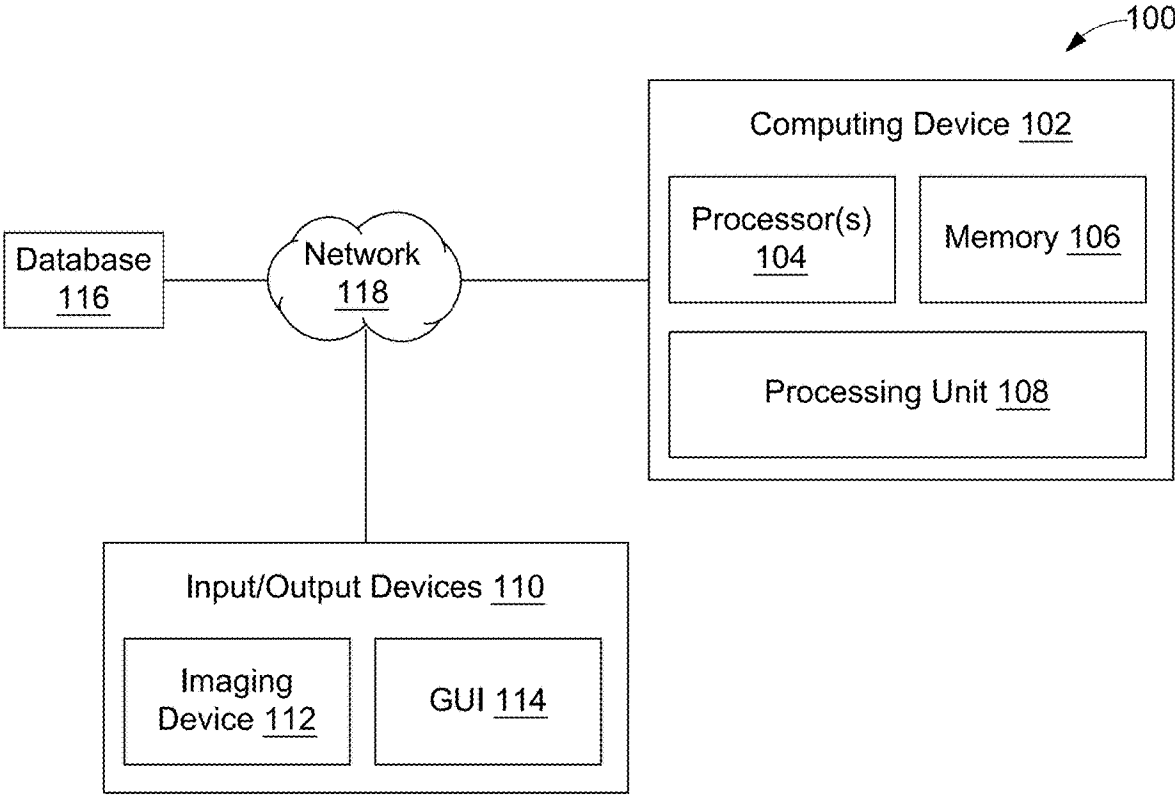 100
Computing Device 102
Processor(s)
104
Memory 106
Processing Unit 108
Database
116
Network
118
Input/Output Devices 110
Imaging
Device 112
GUI 114